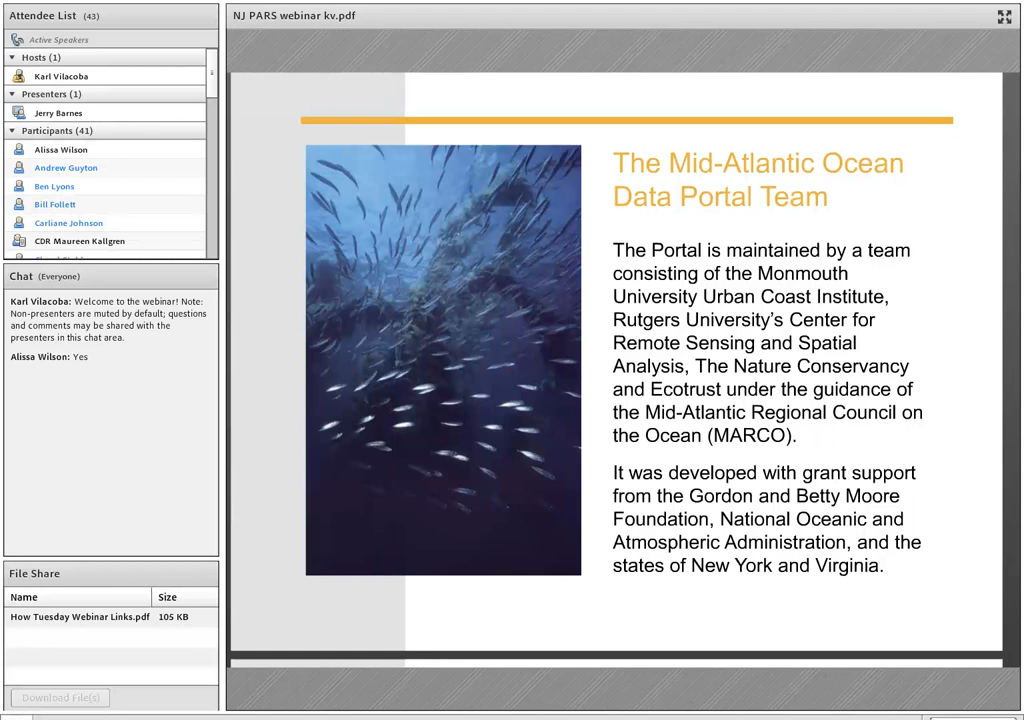 Attendee List (43)
Active Speakers
Hosts (1)
Karl Vilacoba
Presenters (1)
Jerry Barnes
Participants (41)
Alissa Wilson
Andrew Guyton
Ben Lyons
Bill Follett
Carliane Johnson
CDR Maureen Kallgren
Chat (Everyone)
Karl Vilacoba: Welcome to the webinar! Note:
Non-presenters are muted by default; questions
and comments may be shared with the
presenters in this chat area.
Alissa Wilson: Yes
File Share
Name Size
How Tuesday Webinar Links.pdf 105 KB
Download File(s)
NJ PARS webinar kv.pdf
The Mid-Atlantic Ocean
Data Portal Team
The Portal is maintained by a team
consisting of the Monmouth
University Urban Coast Institute,
Rutgers University's Center for
Remote Sensing and Spatial
Analysis, The Nature Conservancy
and Ecotrust under the guidance of
the Mid-Atlantic Regional Council on
the Ocean (MARCO).
It was developed with grant support
from the Gordon and Betty Moore
Foundation, National Oceanic and
Atmospheric Administration, and the
states of New York and Virginia.